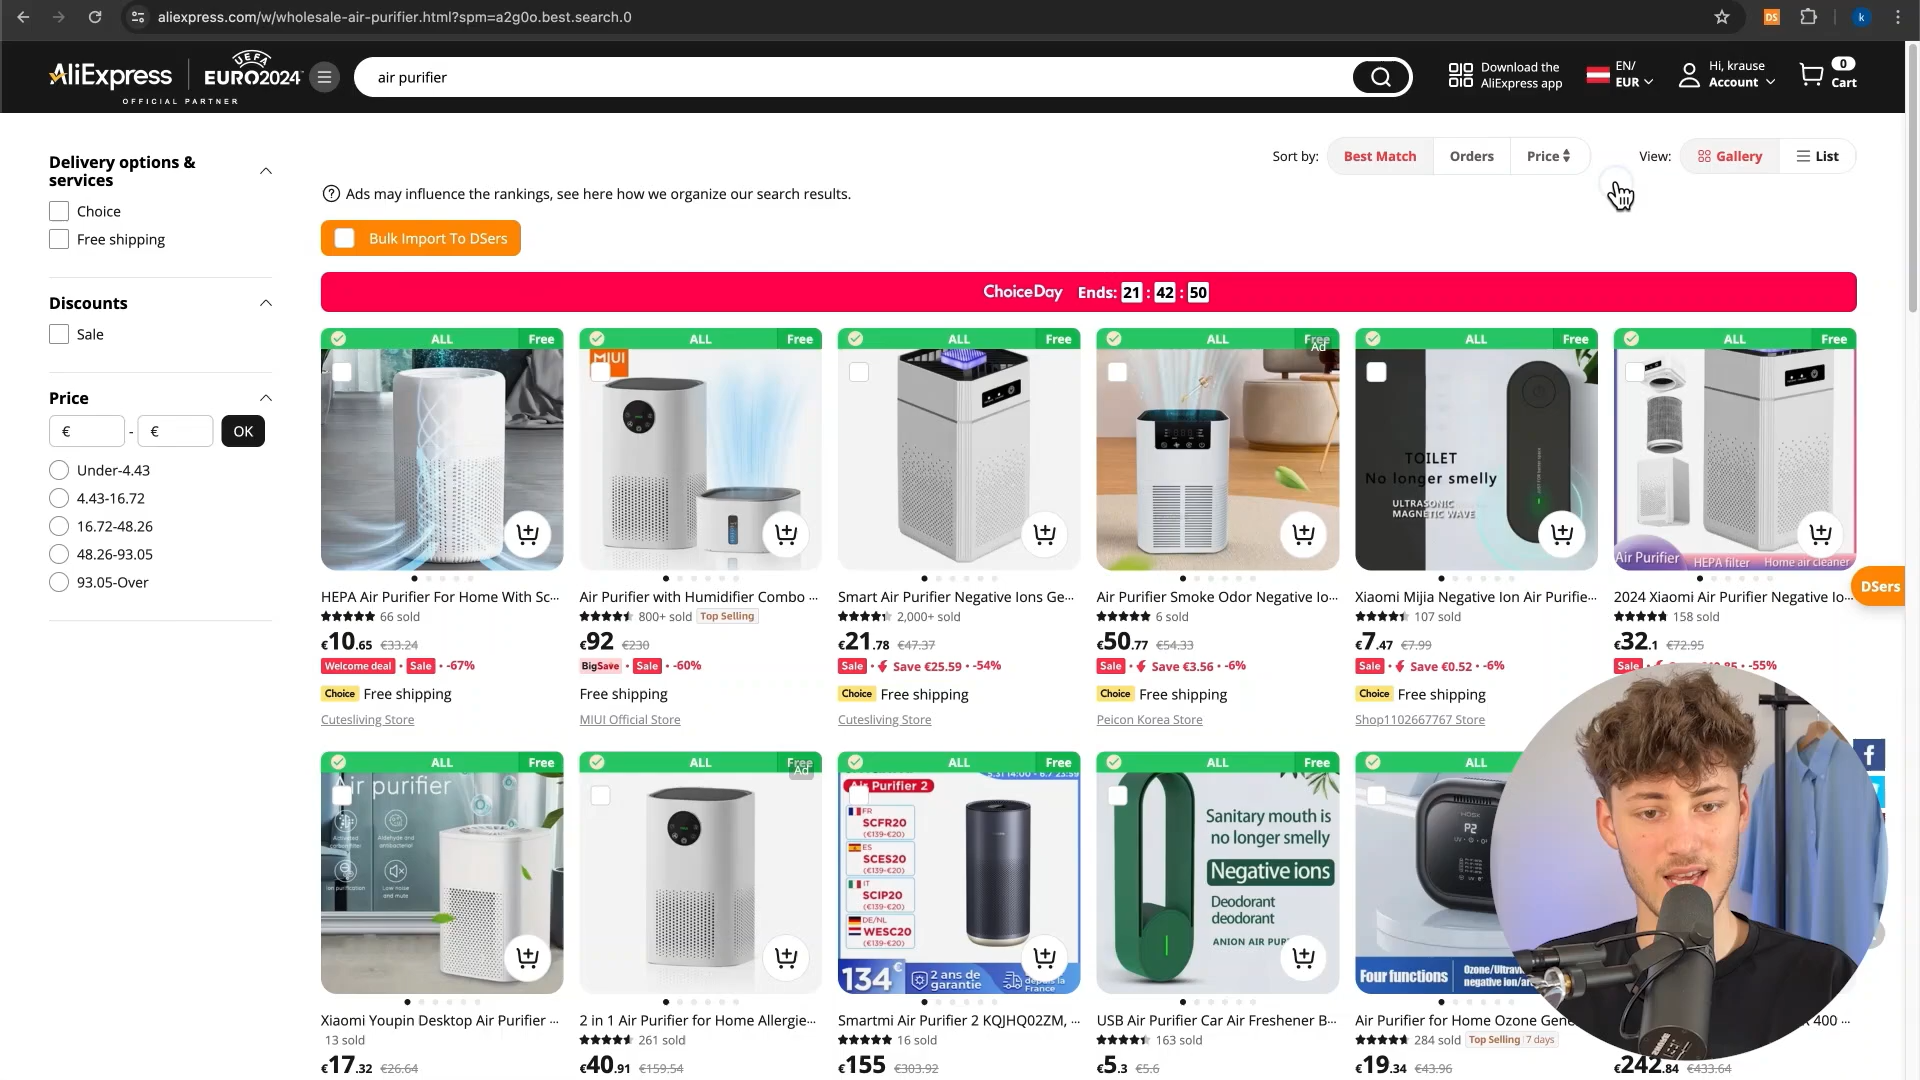 aliexpress.com/w/wholesale-air-purifier.html?spm=a2g0o.best.search.0
DS
k
AliExpress
UEFA
EURO2024
OFFICIAL PARTNER
air purifier
Download the
AliExpress app
EN/
EUR
Hi, krause
Account
0
Cart
Delivery options &
services
Choice
Free shipping
Discounts
Sale
Price
€ - € OK
Under-4.43
4.43-16.72
16.72-48.26
48.26-93.05
93.05-Over
Sort by: Best Match Orders Price
View: Gallery List
Ads may influence the rankings, see here how we organize our search results.
Bulk Import To DSers
ChoiceDay Ends: 21 : 42 : 50
ALL Free
HEPA Air Purifier For Home With Sc...
66 sold
€10.65 €33.24
Welcome deal · Sale · -67%
Choice Free shipping
Cutesliving Store
ALL Free
MIUI
Air Purifier with Humidifier Combo ...
800+ sold Top Selling
€92 €230
BigSave · Sale · -60%
Free shipping
MIUI Official Store
ALL Free
Smart Air Purifier Negative Ions Ge...
2,000+ sold
€21.78 €47.37
Sale · Save €25.59 · -54%
Choice Free shipping
Cutesliving Store
ALL Free
Ad
Air Purifier Smoke Odor Negative Io...
6 sold
€50.77 €54.33
Sale · Save €3.56 · -6%
Choice Free shipping
Peicon Korea Store
ALL Free
TOILET
No longer smelly
ULTRASONIC
MAGNETIC WAVE
Xiaomi Mijia Negative Ion Air Purifie...
107 sold
€7.47 €7.99
Sale · Save €0.52 · -6%
Choice Free shipping
Shop1102667767 Store
ALL Free
Air Purifier HEPA filter Home air cleaner
2024 Xiaomi Air Purifier Negative Io...
158 sold
€32.1 €72.95
Sale · -55%
DSers
ALL Free
Air purifier
Low noise
and mute
Xiaomi Youpin Desktop Air Purifier ...
13 sold
€17.32 €26.64
ALL Free
Ad
2 in 1 Air Purifier for Home Allergie...
261 sold
€40.91 €159.54
ALL Free
Air Purifier 2
FR
SCFR20
(€139-€20)
ES
SCES20
(€139-€20)
IT
SCIP20
(€139-€20)
DE/NL
WESC20
(€139-€20)
134€
2 ans de
garantie
depuis la
France
Smartmi Air Purifier 2 KQJHQ02ZM, ...
16 sold
€155 €303.92
ALL Free
Sanitary mouth is
no longer smelly
Negative ions
Deodorant
deodorant
ANION AIR PUR
USB Air Purifier Car Air Freshener B...
163 sold
€5.3 €5.6
ALL
P2
Four functions
Air Purifier for Home Ozone Gene
284 sold Top Selling 7 days
€19.34 €43.96
400 ...
€242.84 €433.64